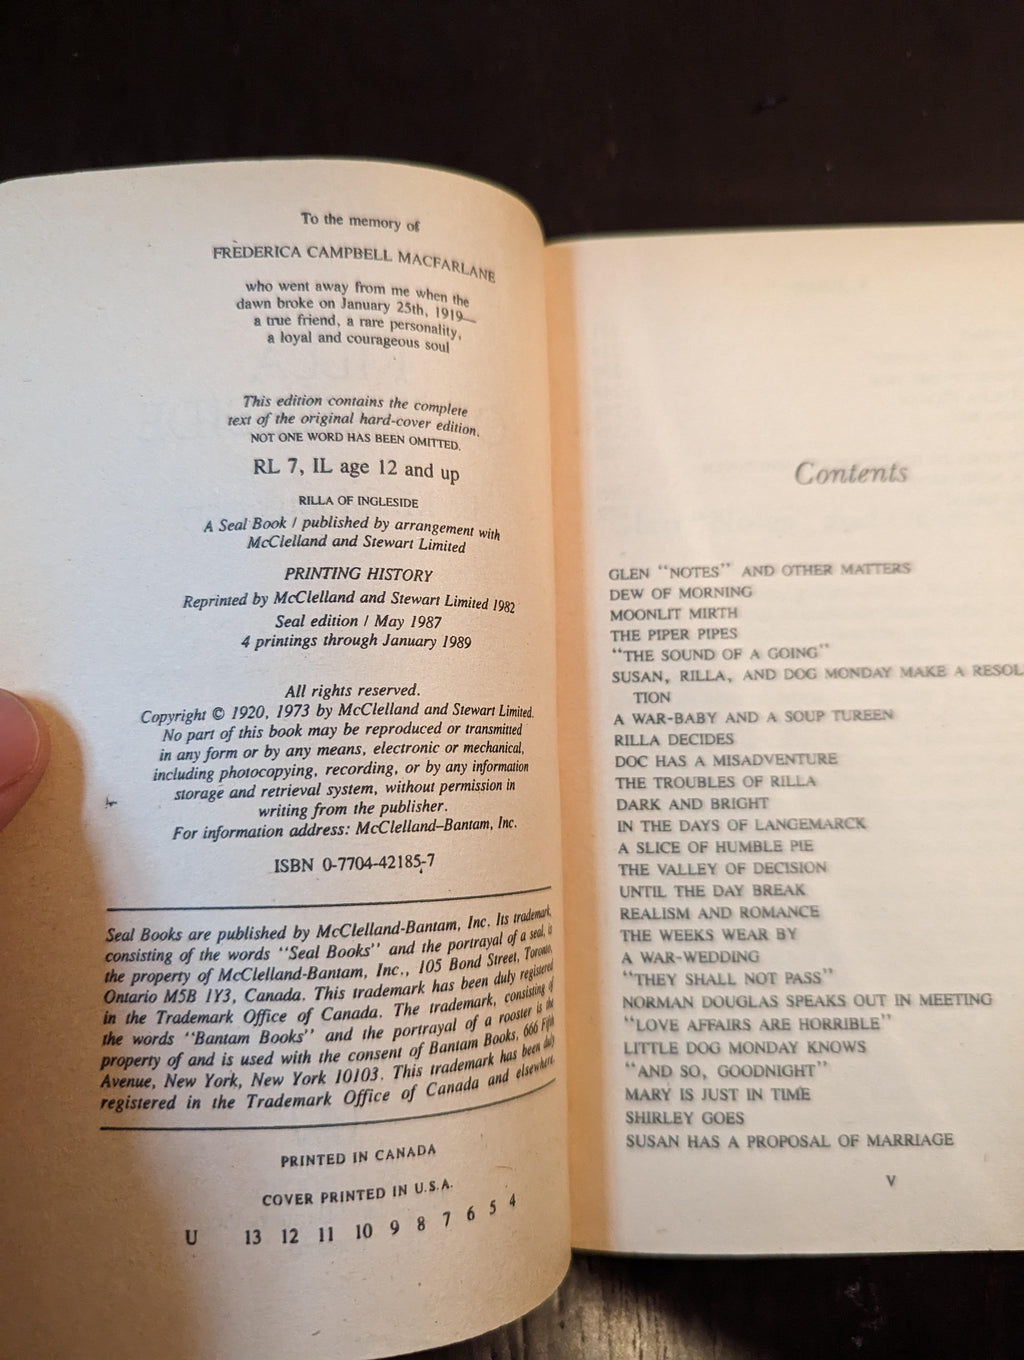 To the memory of
FREDERICA CAMPBELL MACFARLANE
who went away from me when the
dawn broke on January 25th, 1919—
a true friend, a rare personality,
a loyal and courageous soul
This edition contains the complete
text of the original hard-cover edition.
NOT ONE WORD HAS BEEN OMITTED.
RL 7, IL age 12 and up
RILLA OF INGLESIDE
A Seal Book / published by arrangement with
McClelland and Stewart Limited
PRINTING HISTORY
Reprinted by McClelland and Stewart Limited 1982
Seal edition / May 1987
4 printings through January 1989
All rights reserved.
Copyright © 1920, 1973 by McClelland and Stewart Limited.
No part of this book may be reproduced or transmitted
in any form or by any means, electronic or mechanical,
including photocopying, recording, or by any information
storage and retrieval system, without permission in
writing from the publisher.
For information address: McClelland–Bantam, Inc.
ISBN 0-7704-42185-7
Seal Books are published by McClelland-Bantam, Inc. Its trademark,
consisting of the words "Seal Books" and the portrayal of a seal, is
the property of McClelland-Bantam, Inc., 105 Bond Street, Toronto,
Ontario M5B 1Y3, Canada. This trademark has been duly registered
in the Trademark Office of Canada. The trademark, consisting of
the words "Bantam Books" and the portrayal of a rooster is the
property of and is used with the consent of Bantam Books, 666 Fifth
Avenue, New York, New York 10103. This trademark has been duly
registered in the Trademark Office of Canada and elsewhere.
PRINTED IN CANADA
COVER PRINTED IN U.S.A.
U 13 12 11 10 9 8 7 6 5 4
Contents
GLEN "NOTES" AND OTHER MATTERS
DEW OF MORNING
MOONLIT MIRTH
THE PIPER PIPES
"THE SOUND OF A GOING"
SUSAN, RILLA, AND DOG MONDAY MAKE A RESOL
TION
A WAR-BABY AND A SOUP TUREEN
RILLA DECIDES
DOC HAS A MISADVENTURE
THE TROUBLES OF RILLA
DARK AND BRIGHT
IN THE DAYS OF LANGEMARCK
A SLICE OF HUMBLE PIE
THE VALLEY OF DECISION
UNTIL THE DAY BREAK
REALISM AND ROMANCE
THE WEEKS WEAR BY
A WAR-WEDDING
"THEY SHALL NOT PASS"
NORMAN DOUGLAS SPEAKS OUT IN MEETING
"LOVE AFFAIRS ARE HORRIBLE"
LITTLE DOG MONDAY KNOWS
"AND SO, GOODNIGHT"
MARY IS JUST IN TIME
SHIRLEY GOES
SUSAN HAS A PROPOSAL OF MARRIAGE
V